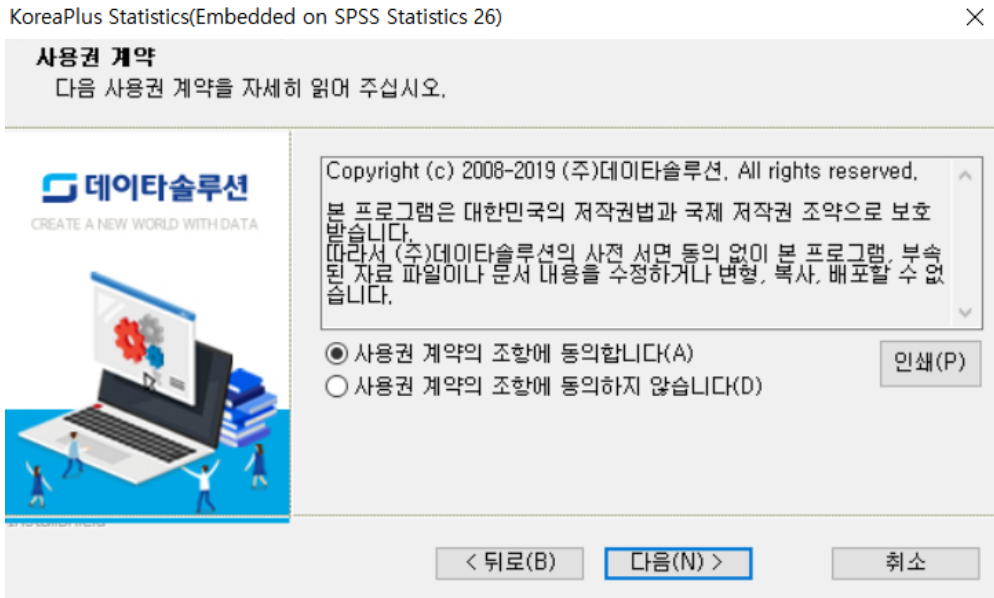 KoreaPlus Statistics(Embedded on SPSS Statistics 26)
사용권 계약
다음 사용권 계약을 자세히 읽어 주십시오.
데이타솔루션
CREATE A NEW WORLD WITH DATA
Copyright (c) 2008-2019 (주)데이타솔루션. All rights reserved.
본 프로그램은 대한민국의 저작권법과 국제 저작권 조약으로 보호
받습니다.
따라서 (주)데이타솔루션의 사전 서면 동의 없이 본 프로그램, 부속
된 자료 파일이나 문서 내용을 수정하거나 변형, 복사, 배포할 수 없
습니다.
사용권 계약의 조항에 동의합니다(A)
인쇄(P)
사용권 계약의 조항에 동의하지 않습니다(D)
InstallShield
< 뒤로(B)
다음(N) >
취소